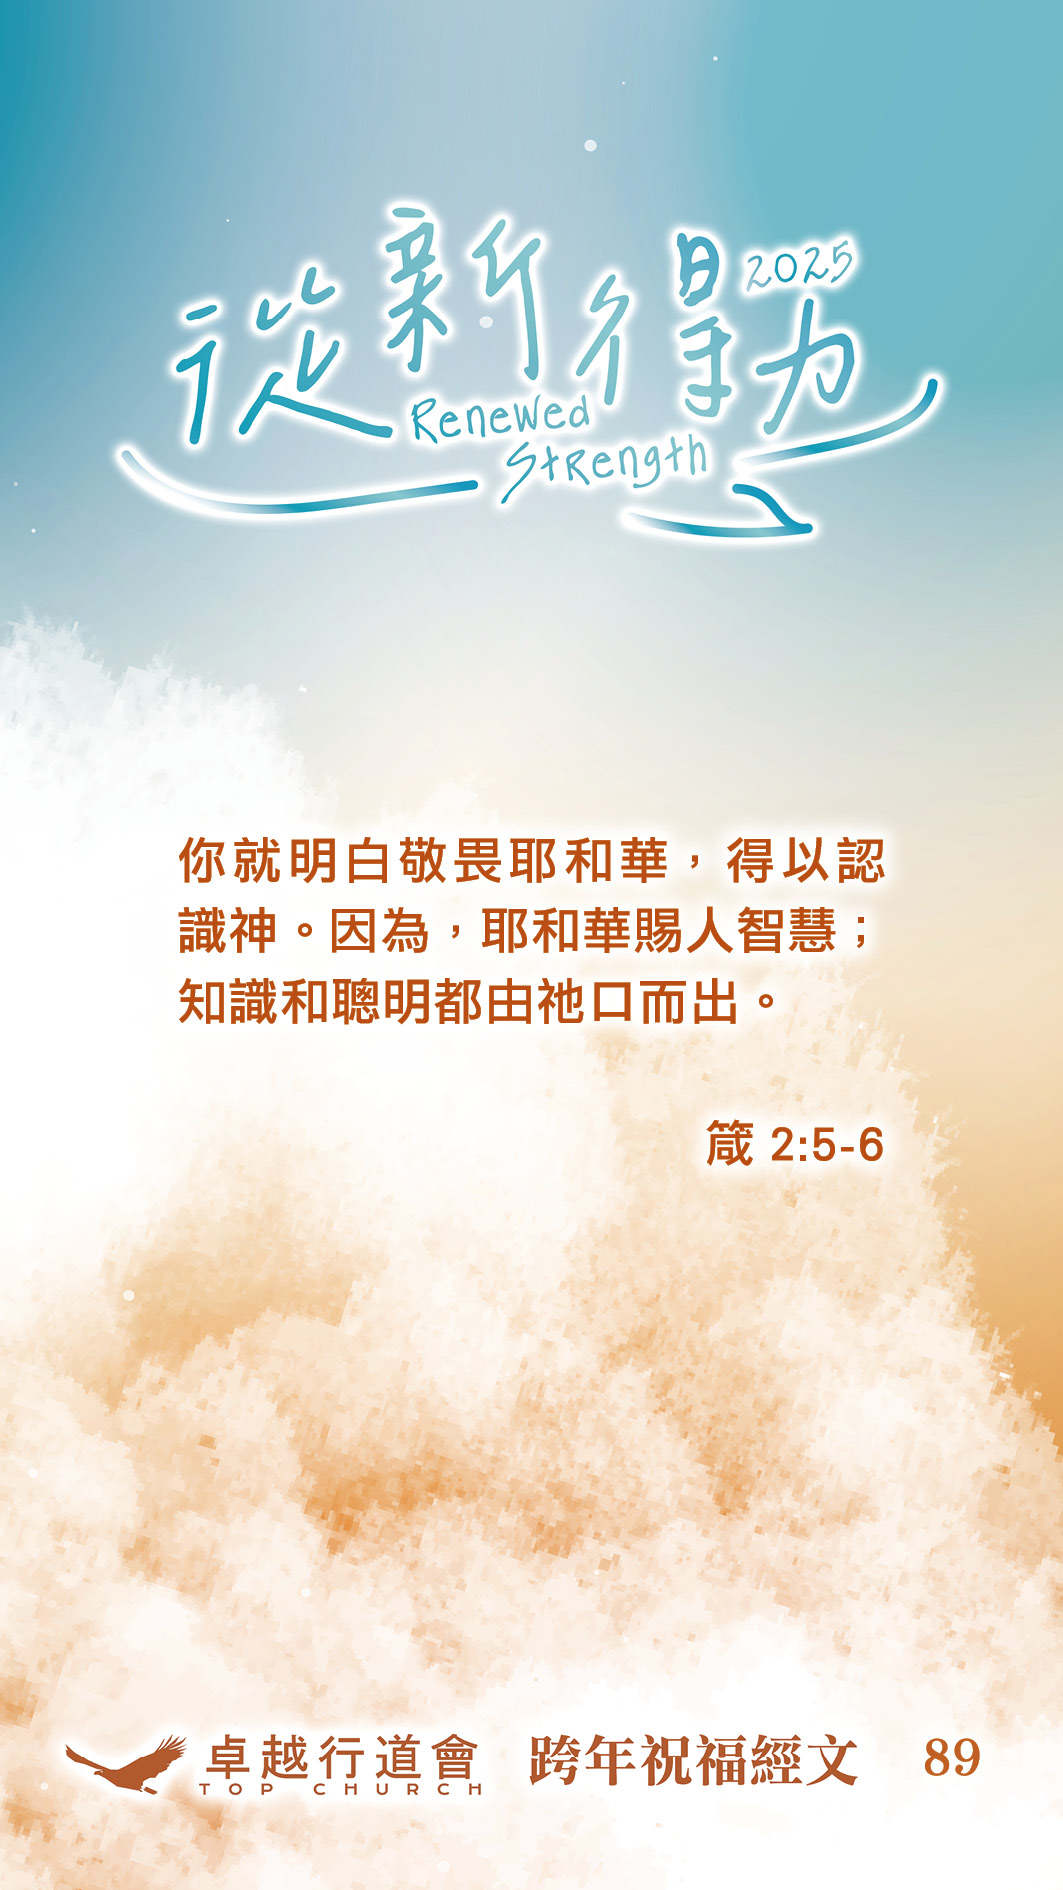 從新得力 2025
Renewed
Strength
你就明白敬畏耶和華，得以認
識神。因為，耶和華賜人智慧；
知識和聰明都由祂口而出。
箴 2:5-6
卓越行道會 跨年祝福經文 89
TOP CHURCH